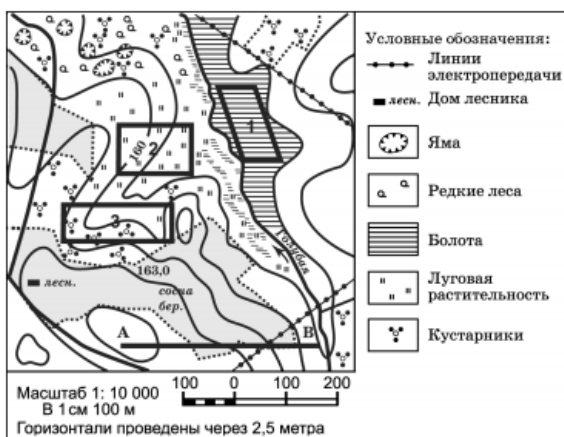 Условные обозначения:
Линии
электропередачи
лесн. Дом лесника
Яма
Редкие леса
Болота
Луговая
растительность
Кустарники
1
160
2
3
Голубая
163,0
лесн.
сосна
бер.
А
В
Масштаб 1: 10 000
В 1 см 100 м
100 0 100 200
Горизонтали проведены через 2,5 метра